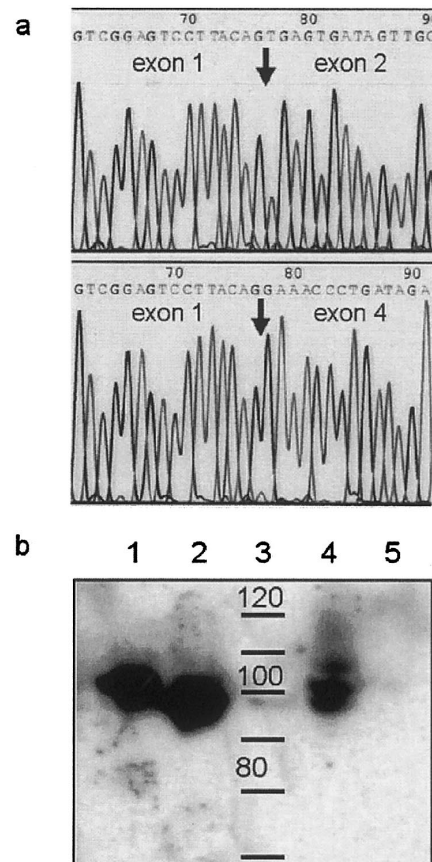 a
70 80 90
GTCGGAGTCCTTACAGTGAGTGATAGTTGC
exon 1 exon 2
70 80 90
GTCGGAGTCCTTACAGGAAACCCTGATAGA
exon 1 exon 4
b
1 2 3 4 5
120
100
80